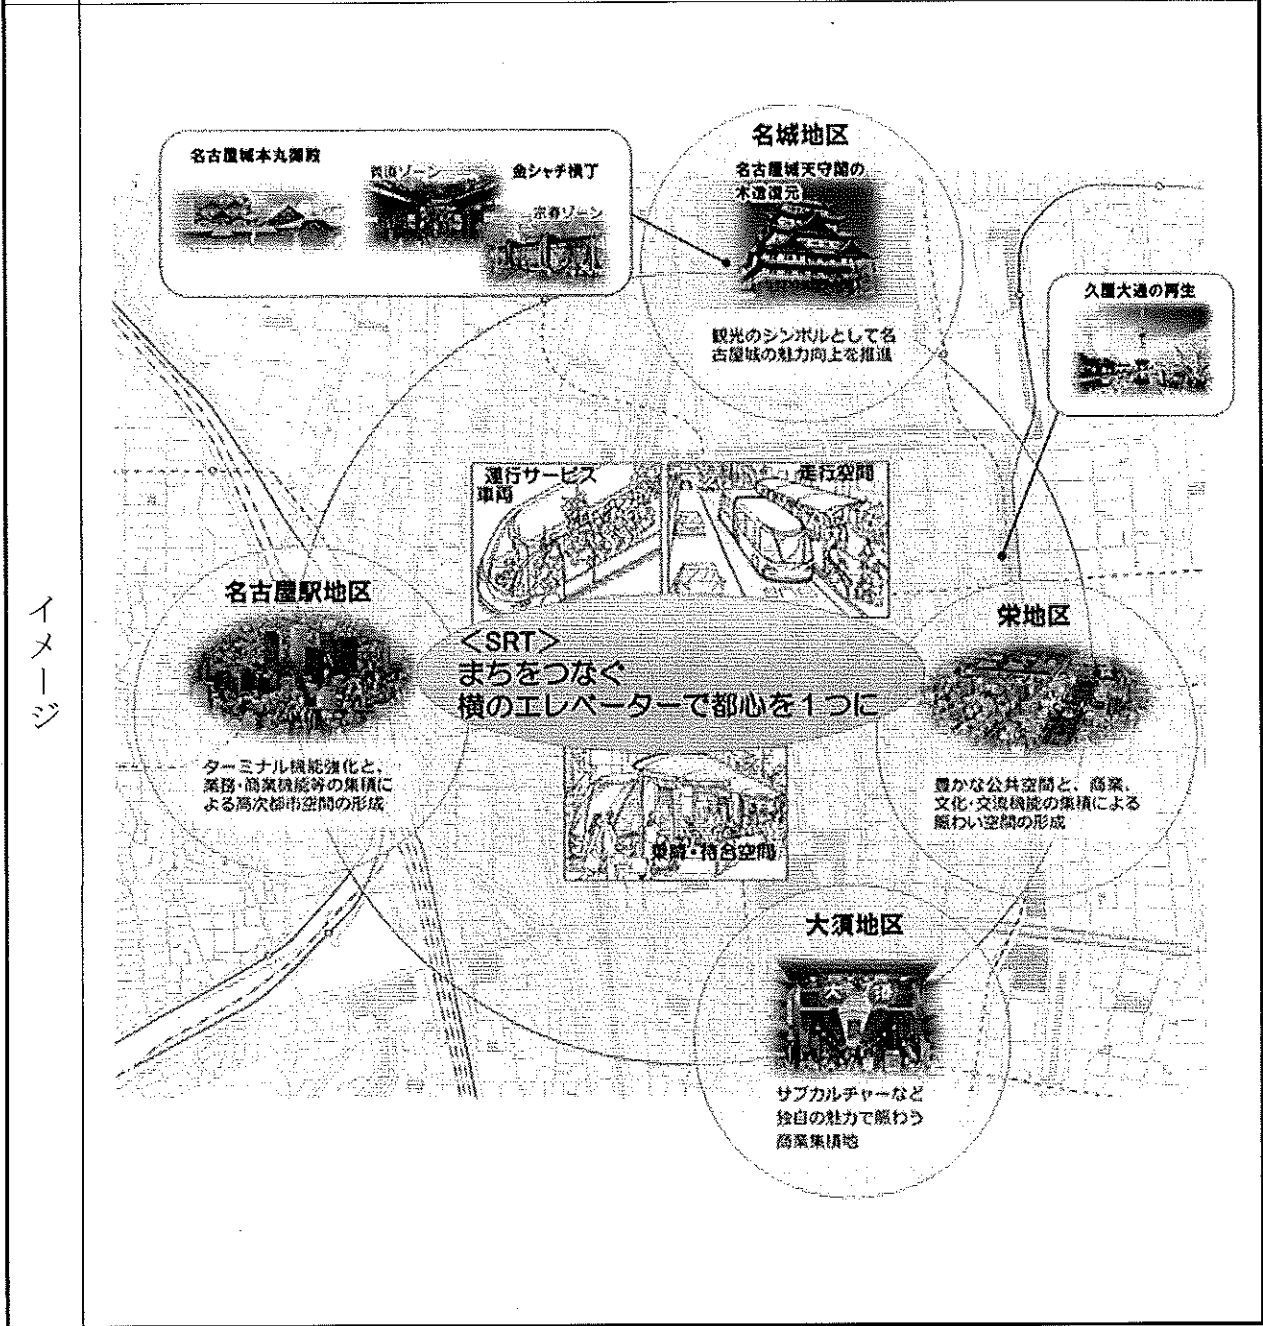 イメージ
名古屋城本丸御殿
義直ゾーン
金シャチ横丁
宗春ゾーン
名城地区
名古屋城天守閣の
木造復元
観光のシンボルとして名
古屋城の魅力向上を推進
久屋大通の再生
運行サービス
車両
走行空間
名古屋駅地区
ターミナル機能強化と、
業務・商業機能等の集積に
よる高次都市空間の形成
<SRT>
まちをつなぐ
横のエレベーターで都心を1つに
栄地区
豊かな公共空間と、商業、
文化・交流機能の集積による
賑わい空間の形成
乗降・待合空間
大須地区
大 須
サブカルチャーなど
独自の魅力で賑わう
商業集積地